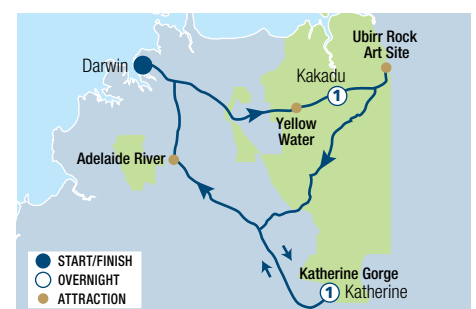 Ubirr Rock
Art Site
Darwin
Kakadu
1
Yellow
Water
Adelaide River
START/FINISH
OVERNIGHT
ATTRACTION
Katherine Gorge
1 Katherine